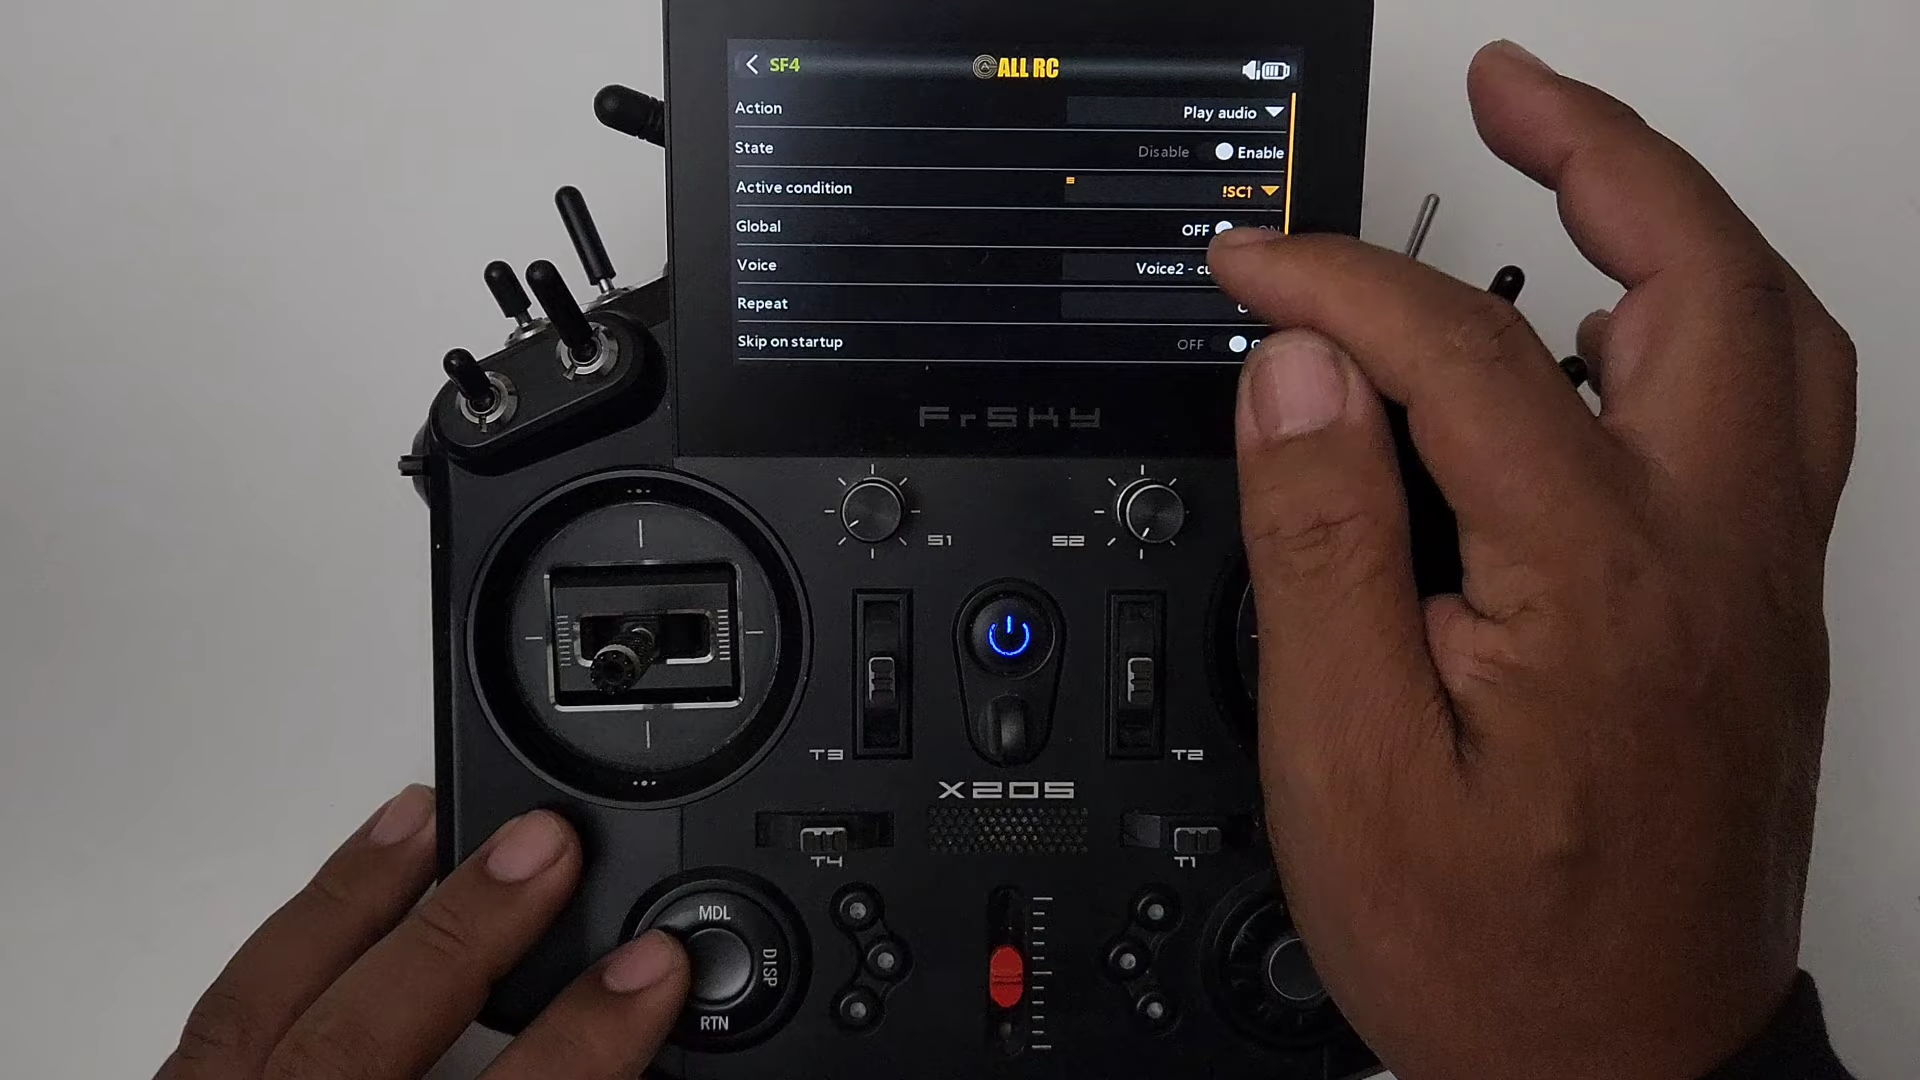 SF4
ALL RC
Action
Play audio
State
Disable Enable
Active condition
!SC↑
Global
OFF ON
Voice
Voice2 -
Repeat
Skip on startup
OFF
FrSKY
S1
S2
T3
T2
X20S
T4
T1
MDL
DISP
RTN